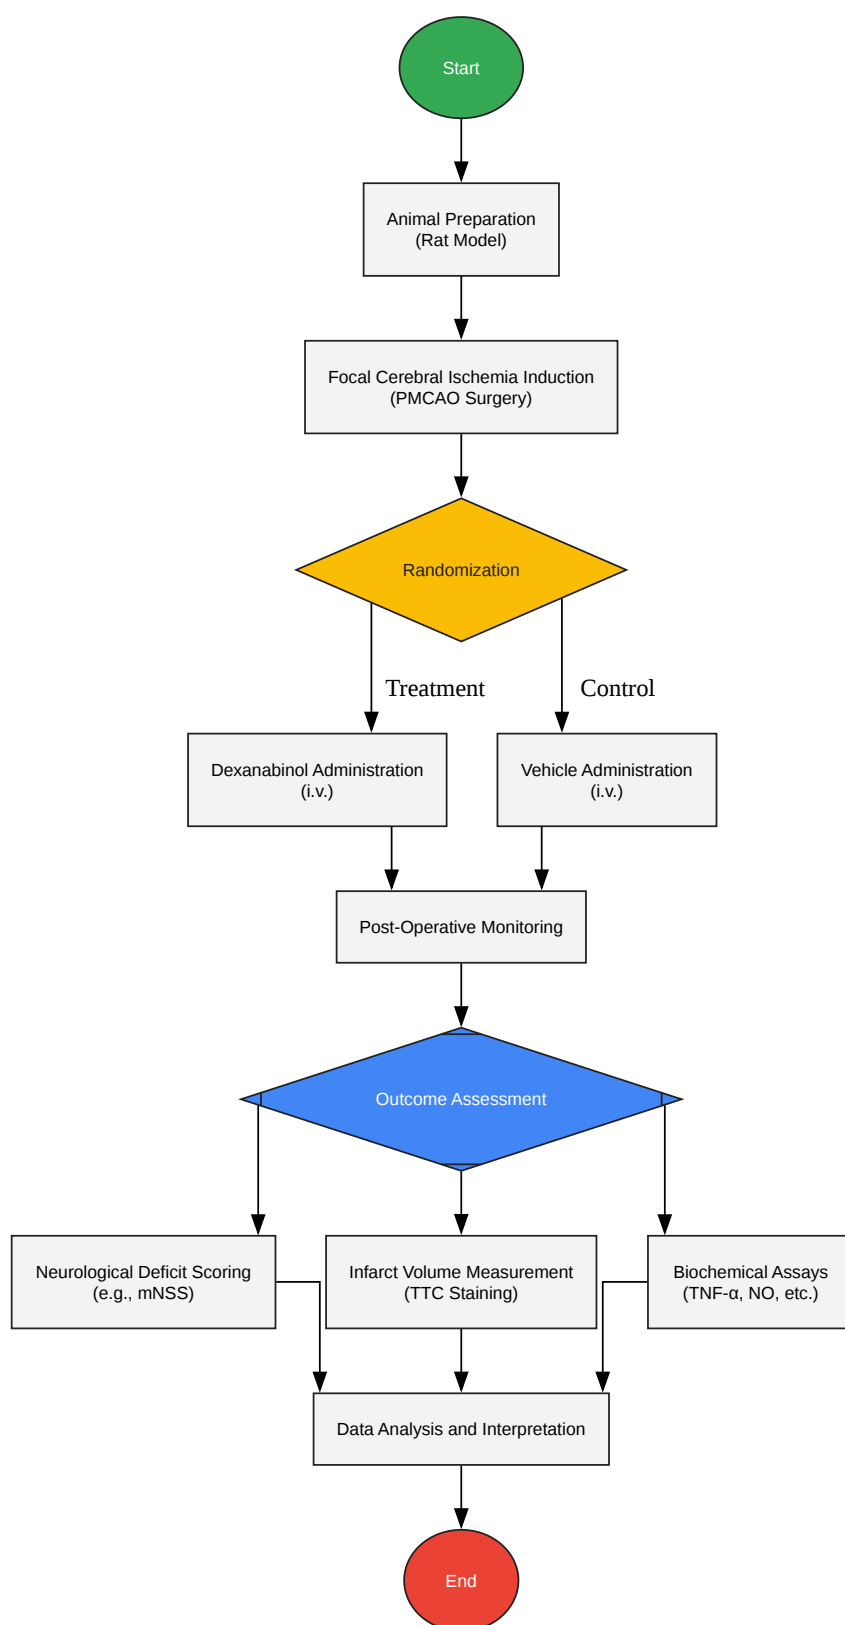 Start
Animal Preparation
(Rat Model)
Focal Cerebral Ischemia Induction
(PMCAO Surgery)
Randomization
Treatment
Control
Dexanabinol Administration
(i.v.)
Vehicle Administration
(i.v.)
Post-Operative Monitoring
Outcome Assessment
Neurological Deficit Scoring
(e.g., mNSS)
Infarct Volume Measurement
(TTC Staining)
Biochemical Assays
(TNF-α, NO, etc.)
Data Analysis and Interpretation
End